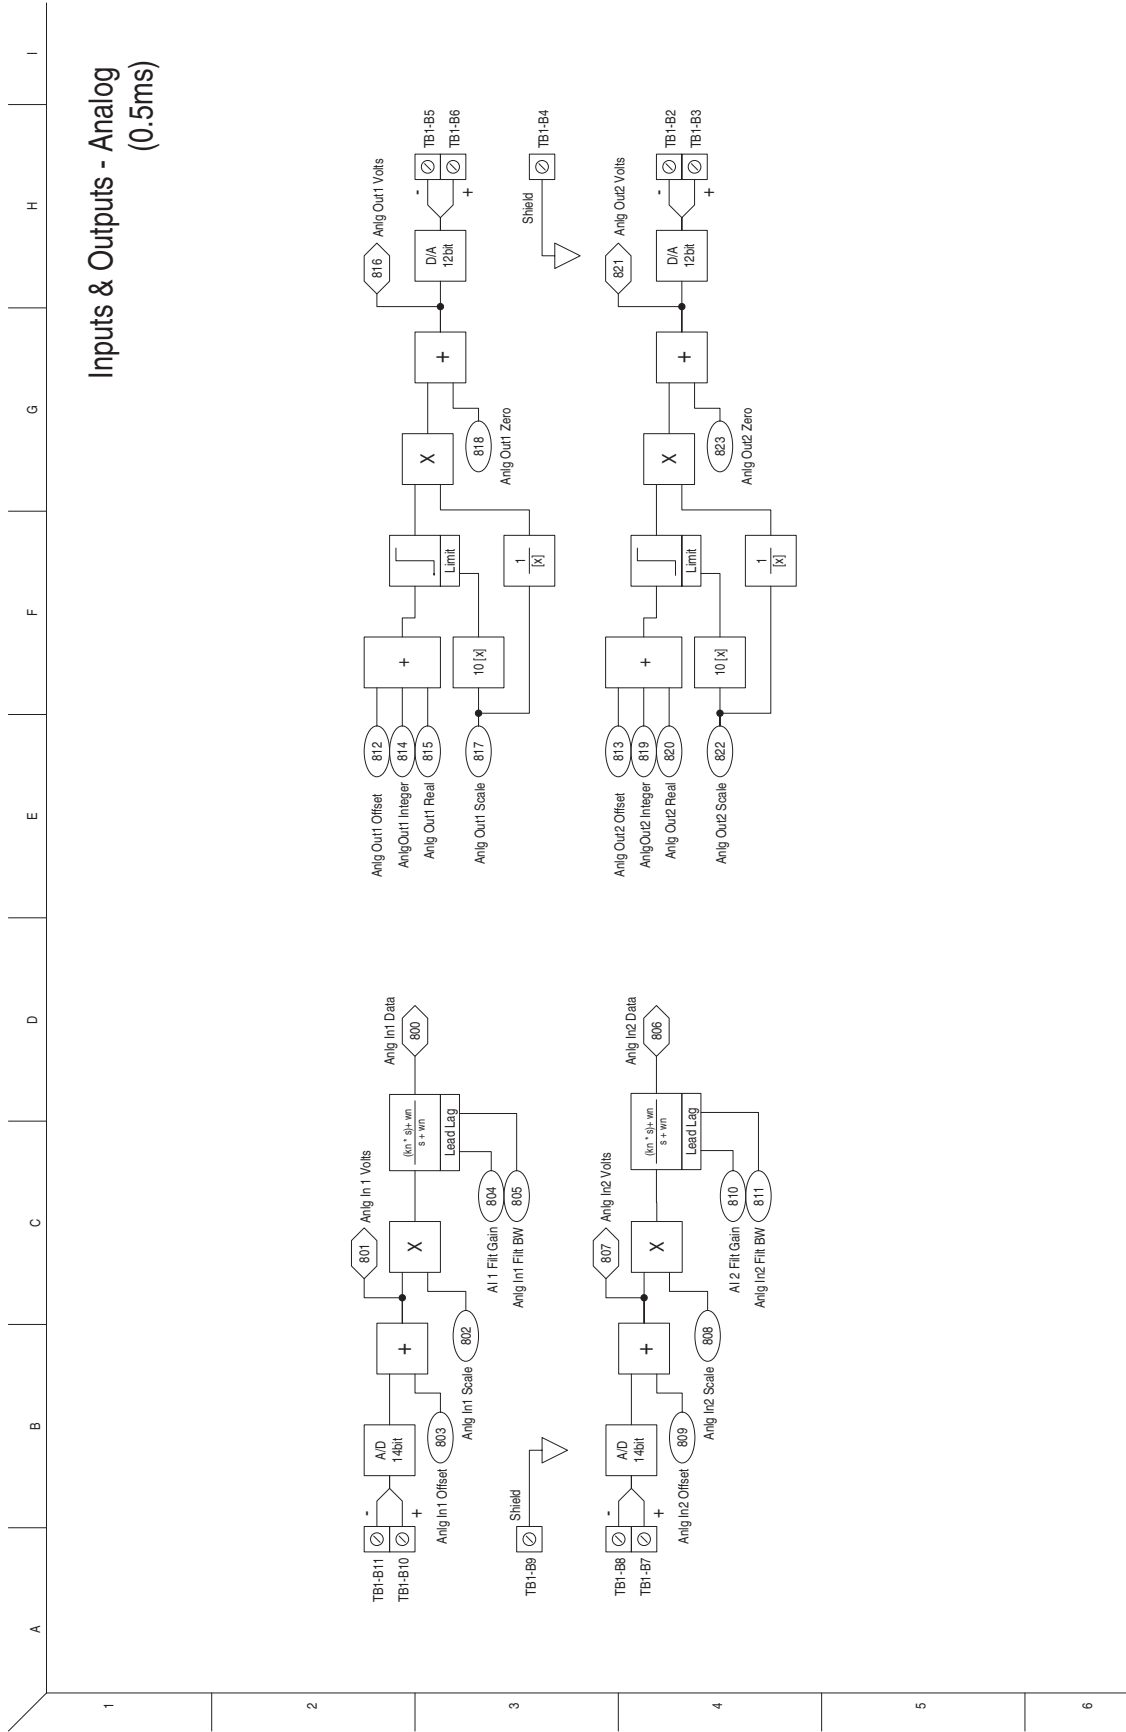 Inputs & Outputs - Analog
(0.5ms)
A
B
C
D
E
F
G
H
I
1
2
3
4
5
6
TB1-B11
TB1-B10
-
+
A/D
14bit
803
Anlg In1 Offset
+
802
Anlg In1 Scale
801
Anlg In 1 Volts
X
804
AI 1 Filt Gain
805
Anlg In1 Filt BW
(kn * s)+ wn
s + wn
Lead Lag
800
Anlg In1 Data
TB1-B9
Shield
TB1-B8
TB1-B7
-
+
A/D
14bit
809
Anlg In2 Offset
+
808
Anlg In2 Scale
807
Anlg In2 Volts
X
810
AI 2 Filt Gain
811
Anlg In2 Filt BW
(kn * s)+ wn
s + wn
Lead Lag
806
Anlg In2 Data
Anlg Out1 Offset
812
AnlgOut1 Integer
814
Anlg Out1 Real
815
Anlg Out1 Scale
817
+
10 [x]
Limit
1
[x]
X
818
Anlg Out1 Zero
+
816
Anlg Out1 Volts
D/A
12bit
-
+
TB1-B5
TB1-B6
Shield
TB1-B4
Anlg Out2 Offset
813
AnlgOut2 Integer
819
Anlg Out2 Real
820
Anlg Out2 Scale
822
+
10 [x]
Limit
1
[x]
X
823
Anlg Out2 Zero
+
821
Anlg Out2 Volts
D/A
12bit
-
+
TB1-B2
TB1-B3